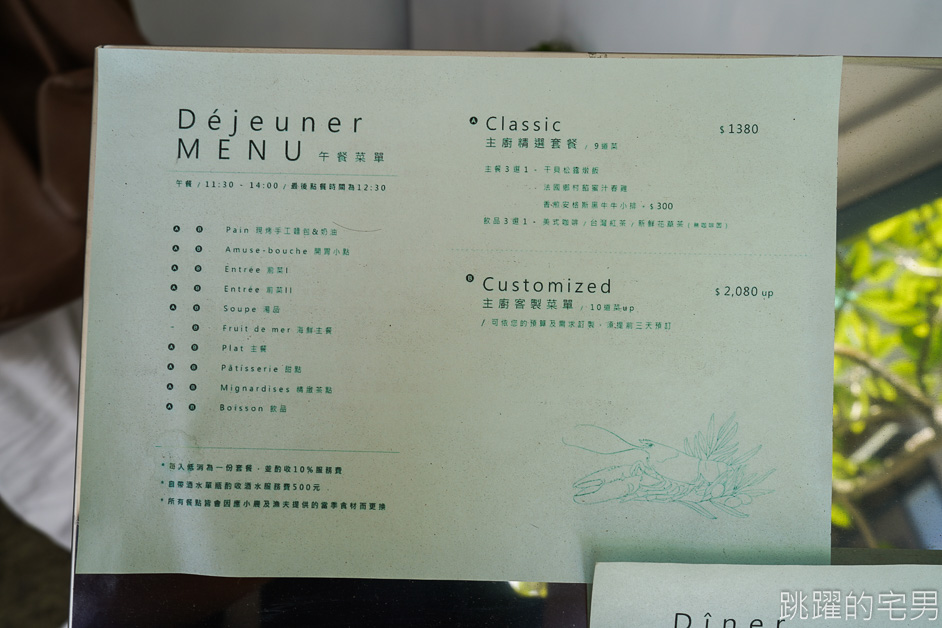 Déjeuner
MENU 午餐菜單
午餐 / 11:30 - 14:00 / 最後點餐時間為12:30
A B Pain 現烤手工麵包&奶油
A B Amuse-bouche 開胃小點
A B Entrée 前菜I
A B Entrée 前菜II
A B Soupe 湯品
- B Fruit de mer 海鮮主餐
A B Plat 主餐
A B Pâtisserie 甜點
A B Mignardises 精緻茶點
A B Boisson 飲品
*每人低消為一份套餐，並酌收10%服務費
*自帶酒水單瓶酌收酒水服務費500元
*所有餐點皆會因應小農及漁夫提供的當季食材而更換
A Classic $1380
主廚精選套餐 / 9道菜
主餐3選1 - 干貝松露燉飯
- 法國鄉村餡蜜汁春雞
香煎安格斯黑牛牛小排 + $300
飲品3選1 - 美式咖啡 / 台灣紅茶 / 新鮮花草茶 (無咖啡因)
B Customized $2,080 up
主廚客製菜單 / 10道菜up
/ 可依您的預算及需求訂製，須提前三天預訂
Dîner
跳躍的宅男